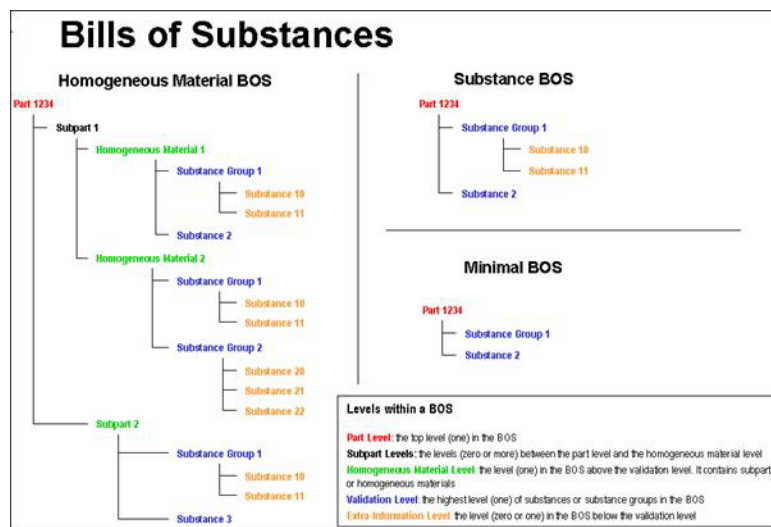 Bills of Substances
Homogeneous Material BOS
Part 1234
Subpart 1
Homogeneous Material 1
Substance Group 1
Substance 10
Substance 11
Substance 2
Homogeneous Material 2
Substance Group 1
Substance 10
Substance 11
Substance Group 2
Substance 20
Substance 21
Substance 22
Subpart 2
Substance Group 1
Substance 10
Substance 11
Substance 3
Substance BOS
Part 1234
Substance Group 1
Substance 10
Substance 11
Substance 2
Minimal BOS
Part 1234
Substance Group 1
Substance 2
Levels within a BOS
Part Level: the top level (one) in the BOS
Subpart Levels: the levels (zero or more) between the part level and the homogeneous material level
Homogeneous Material Level: the level (one) in the BOS above the validation level. It contains subpart
or homogeneous materials
Validation Level: the highest level (one) of substances or substance groups in the BOS
Extra Information Level: the level (zero or one) in the BOS below the validation level